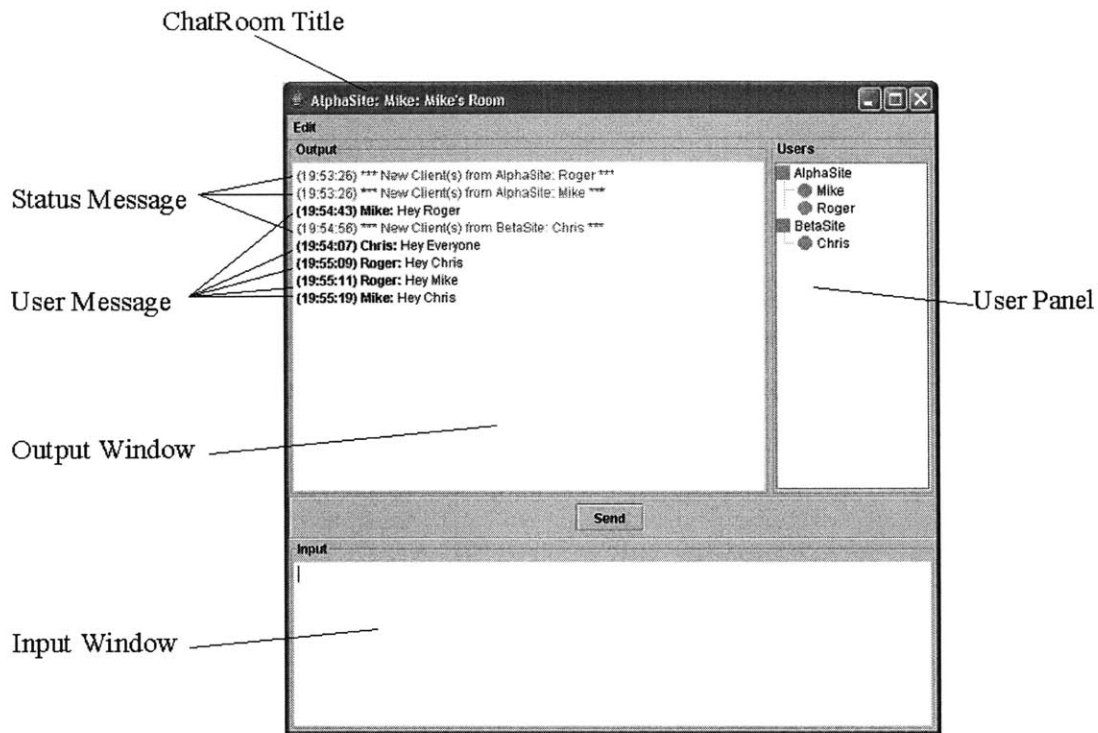 ChatRoom Title
AlphaSite: Mike: Mike's Room
Edit
Output
Users
(19:53:26) *** New Client(s) from AlphaSite: Roger ***
(19:53:26) *** New Client(s) from AlphaSite: Mike ***
(19:54:43) Mike: Hey Roger
(19:54:56) *** New Client(s) from BetaSite: Chris ***
(19:54:07) Chris: Hey Everyone
(19:55:09) Roger: Hey Chris
(19:55:11) Roger: Hey Mike
(19:55:19) Mike: Hey Chris
AlphaSite
Mike
Roger
BetaSite
Chris
Status Message
User Message
User Panel
Output Window
Send
Input
Input Window